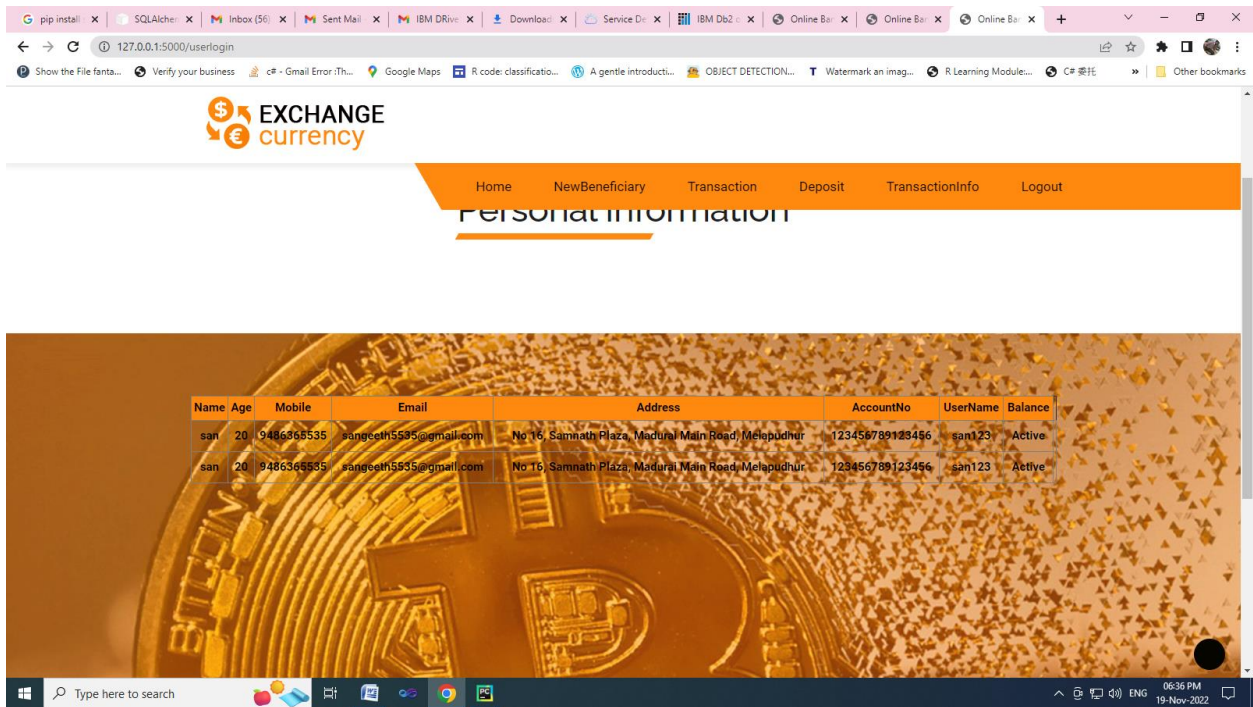 pip install
SQLAlchem
Inbox (56)
Sent Mail
IBM DRive
Download
Service De
IBM Db2 o
Online Ban
Online Ban
Online Ban
127.0.0.1:5000/userlogin
Show the File fanta...
Verify your business
c# - Gmail Error :Th...
Google Maps
R code: classificatio...
A gentle introducti...
OBJECT DETECTION...
T Watermark an imag...
R Learning Module:...
C# 委托
»
Other bookmarks
EXCHANGE
currency
Home NewBeneficiary Transaction Deposit TransactionInfo Logout
Personal Information
Name Age Mobile Email Address AccountNo UserName Balance
san 20 9486365535 sangeeth5535@gmail.com No 16, Samnath Plaza, Madurai Main Road, Melapudhur 123456789123456 san123 Active
san 20 9486365535 sangeeth5535@gmail.com No 16, Samnath Plaza, Madurai Main Road, Melapudhur 123456789123456 san123 Active
BITCOIN
Type here to search
ENG
06:36 PM
19-Nov-2022